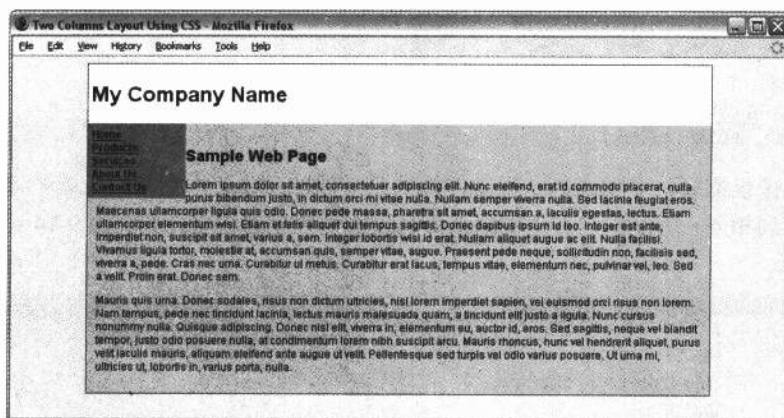 Two Columns Layout Using CSS - Mozilla Firefox
File Edit View History Bookmarks Tools Help
My Company Name
Home
Products
Services
About Us
Contact Us
Sample Web Page
Lorem ipsum dolor sit amet, consectetuer adipiscing elit. Nunc eleifend, erat id commodo placerat, nulla
purus bibendum justo, in dictum orci mi vitae nulla. Nullam semper viverra nulla. Sed lacinia feugiat eros.
Maecenas ullamcorper ligula quis odio. Donec pede massa, pharetra sit amet, accumsan a, iaculis egestas, lectus. Etiam
ullamcorper elementum wisi. Etiam et felis aliquet dui tempus sagittis. Donec dapibus ipsum id leo. Integer est ante,
imperdiet non, suscipit sit amet, varius a, sem. Integer lobortis wisi id erat. Nullam aliquet augue ac elit. Nulla facilisi.
Vivamus ligula tortor, molestie at, accumsan quis, semper vitae, augue. Praesent pede neque, sollicitudin non, facilisis sed,
viverra a, pede. Cras nec urna. Curabitur ut metus. Curabitur erat lacus, tempus vitae, elementum nec, pulvinar vel, leo. Sed
a velit. Proin erat. Donec sem.
Mauris quis urna. Donec sodales, risus non dictum ultricies, nisl lorem imperdiet sapien, vel euismod orci risus non lorem.
Nam tempus, pede nec tincidunt lacinia, lectus mauris malesuada quam, a tincidunt elit justo a ligula. Nunc cursus
nonummy nulla. Quisque adipiscing. Donec nisl elit, viverra in, elementum eu, auctor id, eros. Sed sagittis, neque vel blandit
tempor, justo odio posuere nulla, at condimentum lorem nibh suscipit arcu. Mauris rhoncus, nunc vel hendrerit aliquet, purus
velit iaculis mauris, aliquam eleifend ante augue ut velit. Pellentesque sed turpis vel odio varius posuere. Ut urna mi,
ultricies ut, lobortis in, varius porta, nulla.